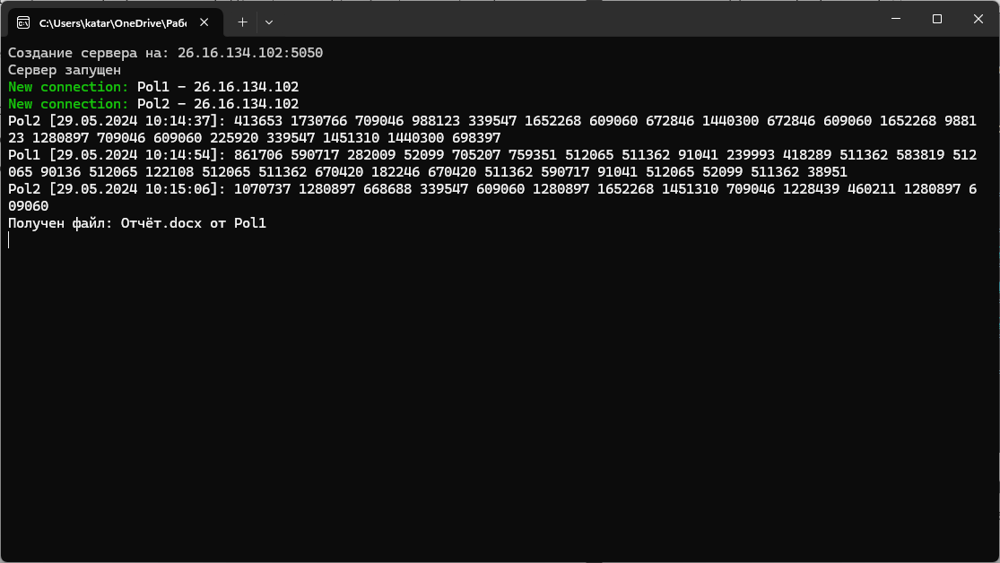 C:\Users\katar\OneDrive\Рабо
Создание сервера на: 26.16.134.102:5050
Сервер запущен
New connection: Pol1 - 26.16.134.102
New connection: Pol2 - 26.16.134.102
Pol2 [29.05.2024 10:14:37]: 413653 1730766 709046 988123 339547 1652268 609060 672846 1440300 672846 609060 1652268 9881
23 1280897 709046 609060 225920 339547 1451310 1440300 698397
Pol1 [29.05.2024 10:14:54]: 861706 590717 282009 52099 705207 759351 512065 511362 91041 239993 418289 511362 583819 512
065 90136 512065 122108 512065 511362 670420 182246 670420 511362 590717 91041 512065 52099 511362 38951
Pol2 [29.05.2024 10:15:06]: 1070737 1280897 668688 339547 609060 1280897 1652268 1451310 709046 1228439 460211 1280897 6
09060
Получен файл: Отчёт.docx от Pol1